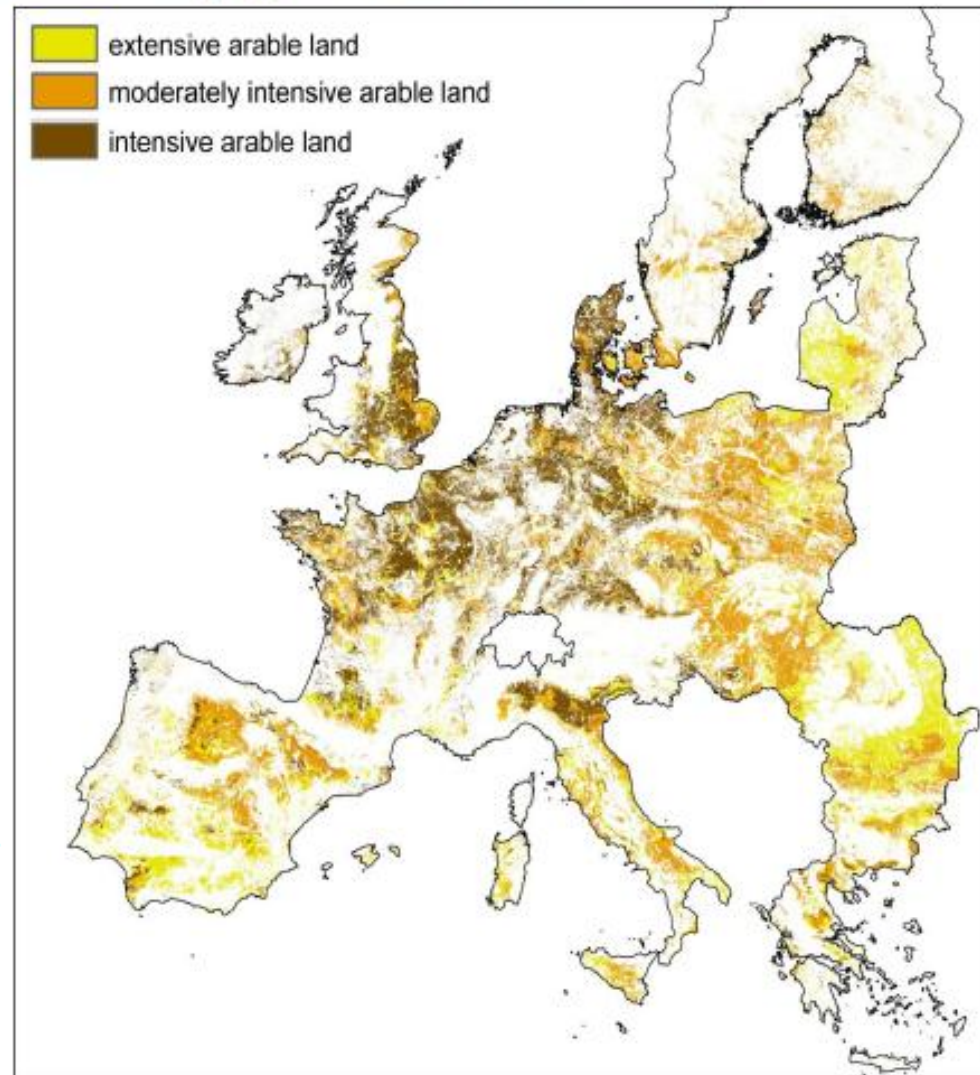 extensive arable land
moderately intensive arable land
intensive arable land